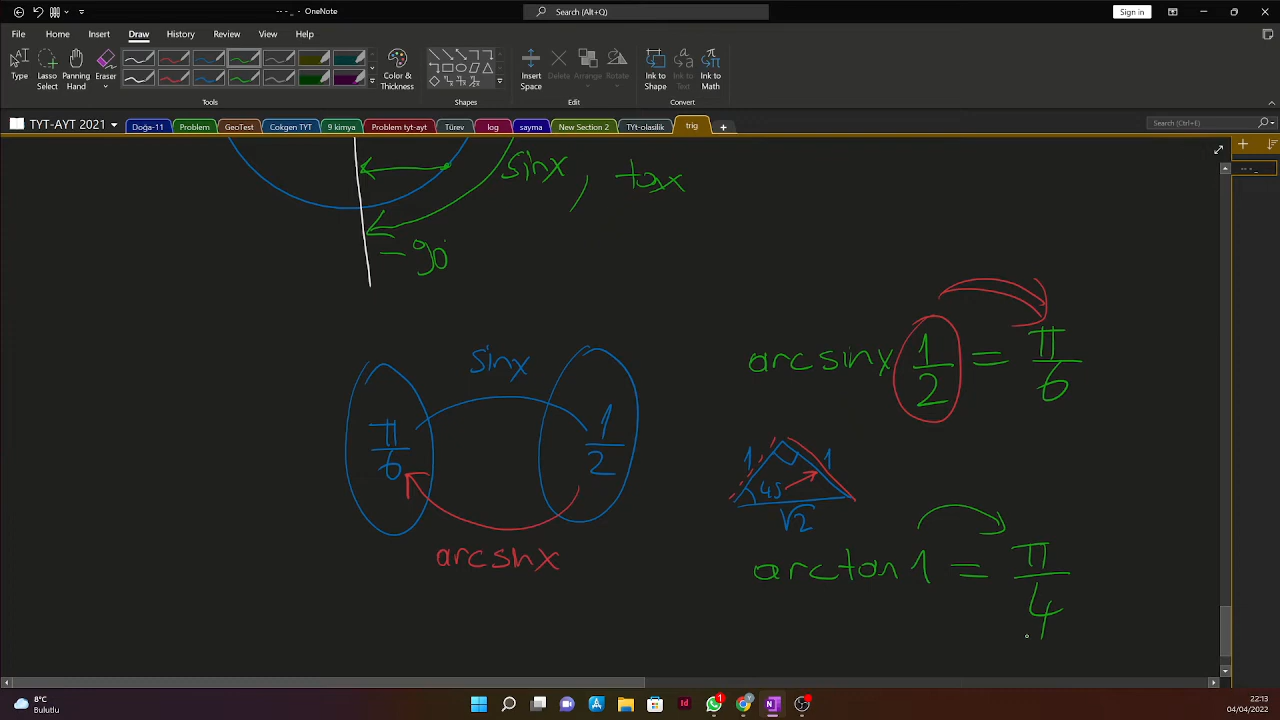 - - _ - OneNote
Search (Alt+Q)
Sign in
File Home Insert Draw History Review View Help
Type
Lasso Select
Panning Hand
Eraser
Color & Thickness
Insert Space
Delete
Arrange
Rotate
Ink to Shape
Ink to Text
Ink to Math
Tools
Shapes
Edit
Convert
TYT-AYT 2021
Doğa-11
Problem
GeoTest
Cokgen TYT
9 kimya
Problem tyt-ayt
Türev
log
sayma
New Section 2
TYt-olasilik
trig
Search (Ctrl+E)
sinx, tanx
-90
sinx
π/6
1/2
arcsinx
arcsinx 1/2 = π/6
1 1
45
√2
arctan 1 = π/4
8°C
Bulutlu
1
22:13
04/04/2022